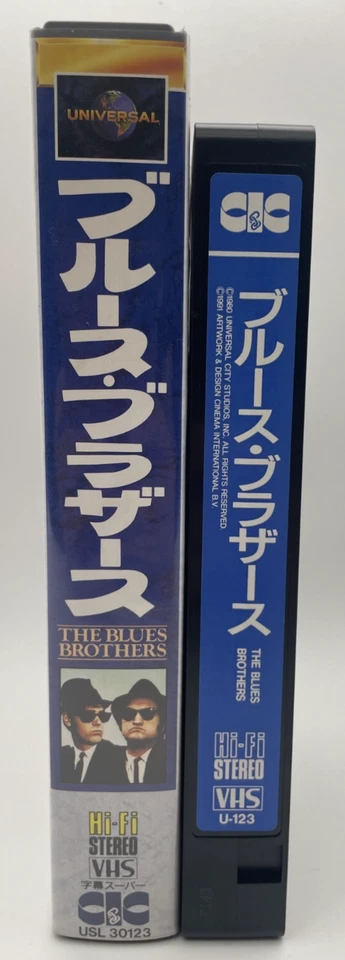 UNIVERSAL
ブルース・ブラザース
THE BLUES
BROTHERS
Hi-Fi
STEREO
VHS
字幕スーパー
CIC
USL 30123
CIC
ブルース・ブラザース
©1980 UNIVERSAL CITY STUDIOS, INC. ALL RIGHTS RESERVED.
©1991 ARTWORK & DESIGN CINEMA INTERNATIONAL B.V.
THE BLUES
BROTHERS
Hi-Fi
STEREO
VHS
U-123